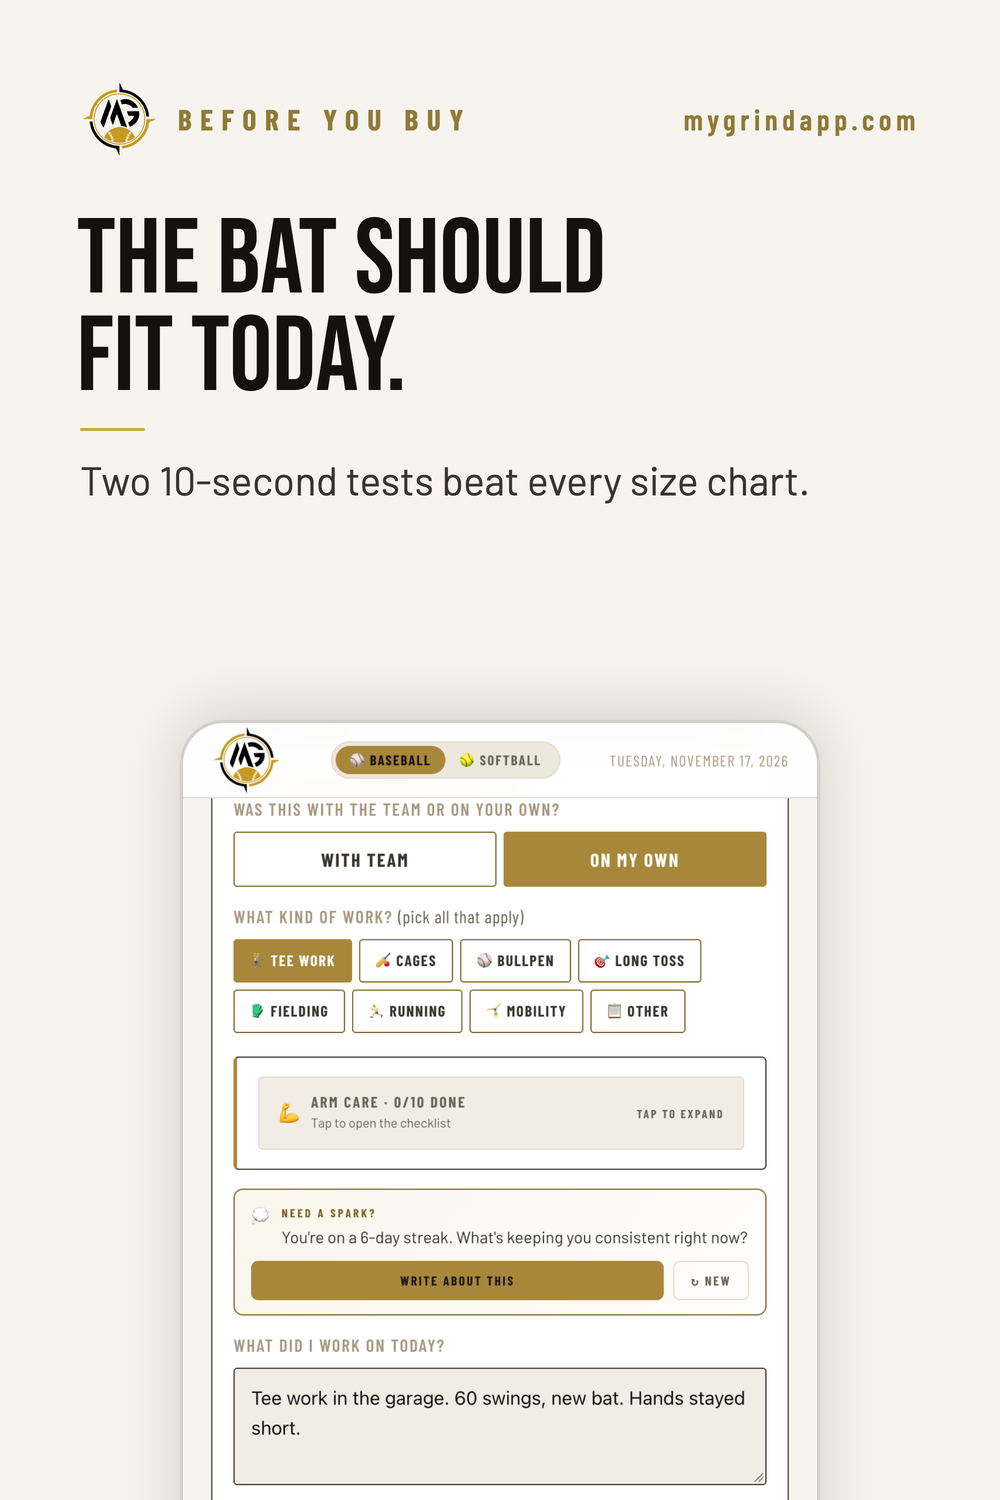 MG BEFORE YOU BUY
mygrindapp.com
THE BAT SHOULD
FIT TODAY.
Two 10-second tests beat every size chart.
MG
BASEBALL
SOFTBALL
TUESDAY, NOVEMBER 17, 2026
WAS THIS WITH THE TEAM OR ON YOUR OWN?
WITH TEAM
ON MY OWN
WHAT KIND OF WORK? (pick all that apply)
TEE WORK
CAGES
BULLPEN
LONG TOSS
FIELDING
RUNNING
MOBILITY
OTHER
ARM CARE · 0/10 DONE
Tap to open the checklist
TAP TO EXPAND
NEED A SPARK?
You're on a 6-day streak. What's keeping you consistent right now?
WRITE ABOUT THIS
↻ NEW
WHAT DID I WORK ON TODAY?
Tee work in the garage. 60 swings, new bat. Hands stayed
short.